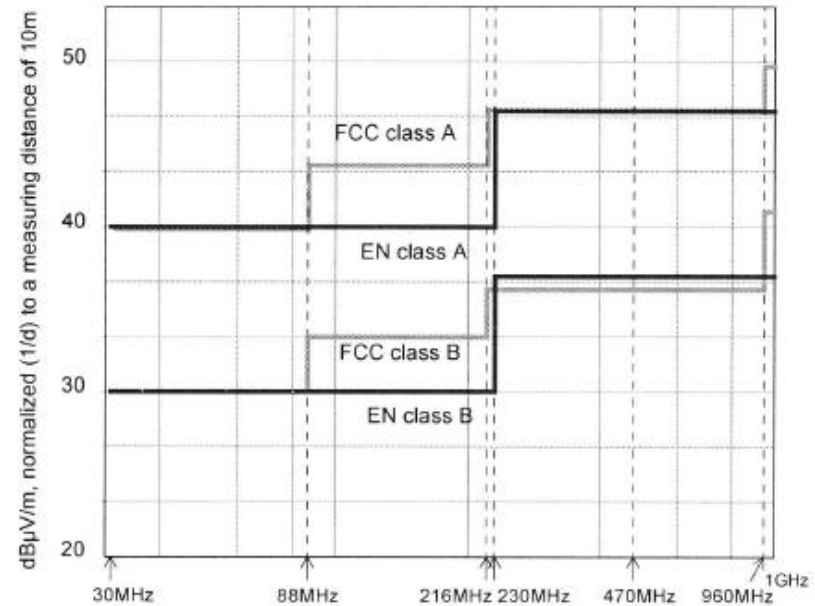 dBµV/m, normalized (1/d) to a measuring distance of 10m
50
FCC class A
40
EN class A
FCC class B
30
EN class B
20
30MHz 88MHz 216MHz 230MHz 470MHz 960MHz 1GHz